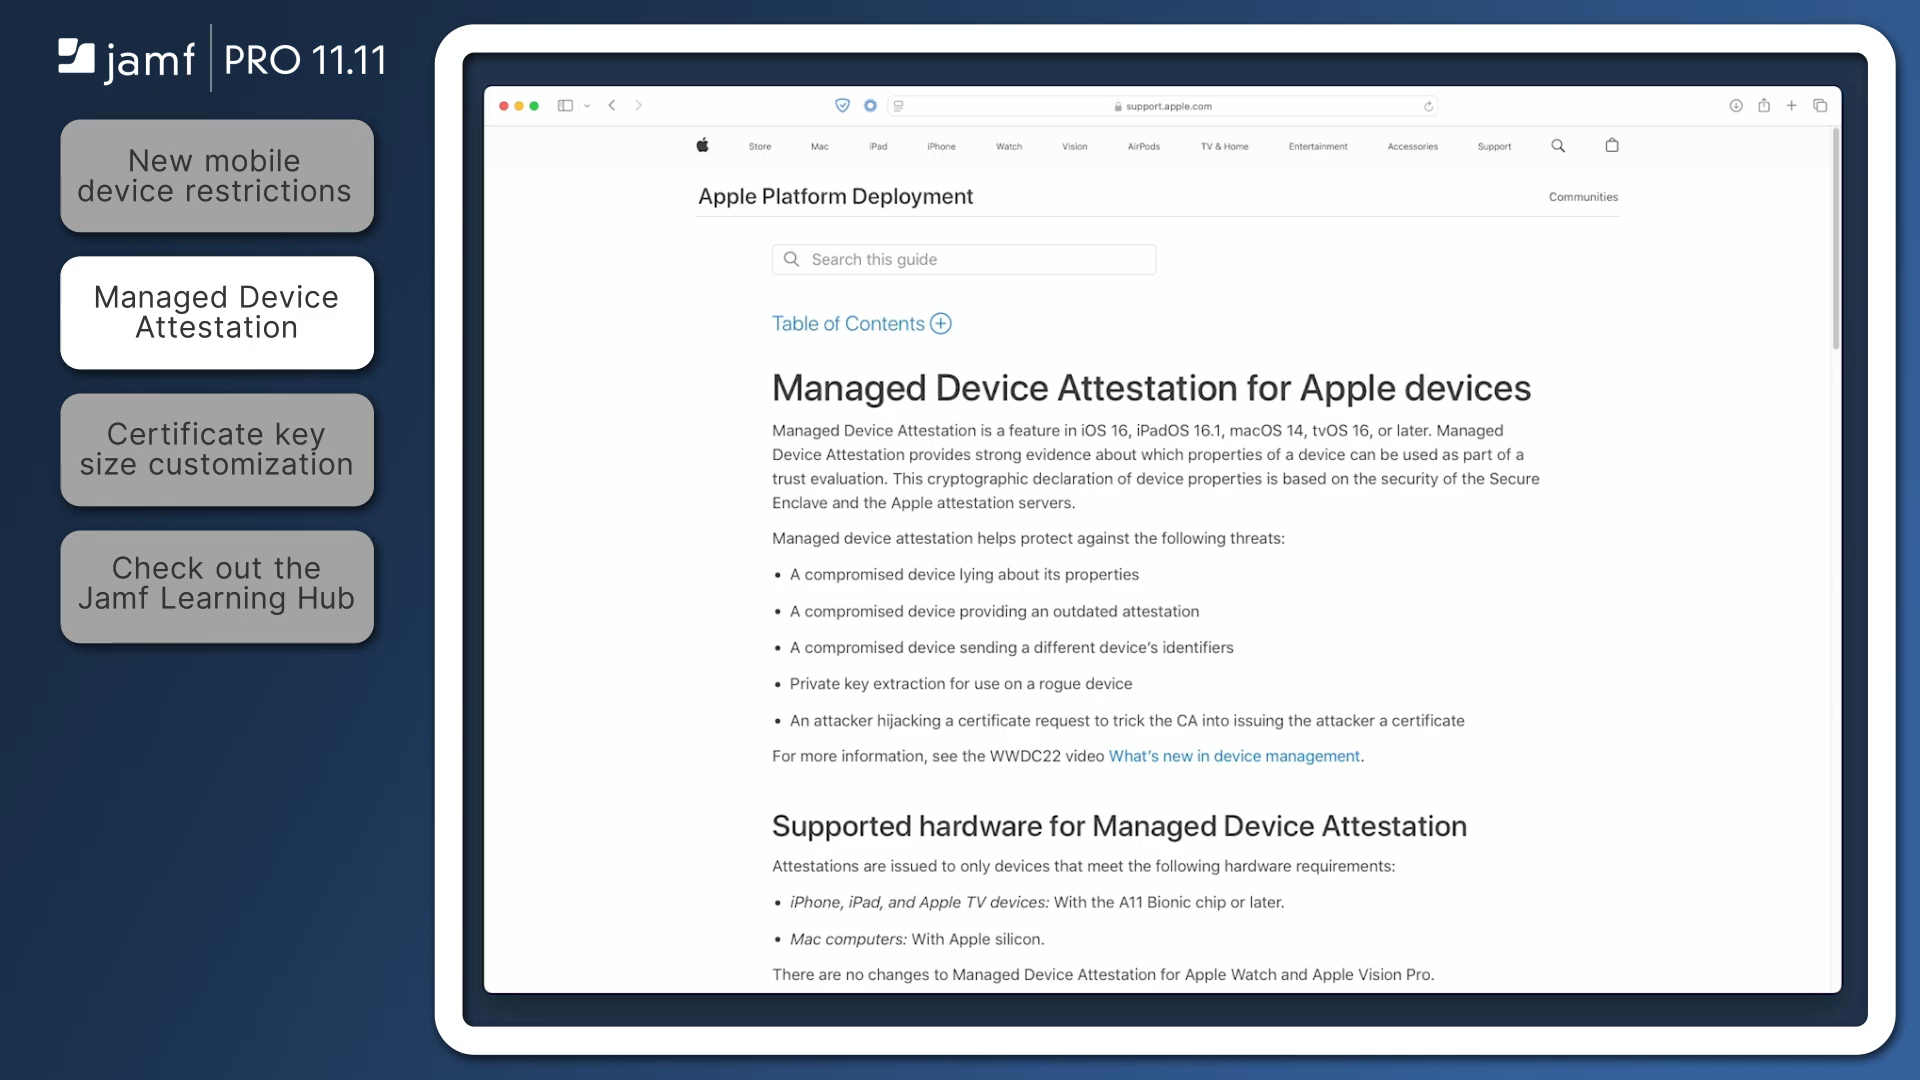 jamf PRO 11.11
New mobile
device restrictions
Managed Device
Attestation
Certificate key
size customization
Check out the
Jamf Learning Hub
support.apple.com
Store Mac iPad iPhone Watch Vision AirPods TV & Home Entertainment Accessories Support
Apple Platform Deployment
Communities
Search this guide
Table of Contents
Managed Device Attestation for Apple devices
Managed Device Attestation is a feature in iOS 16, iPadOS 16.1, macOS 14, tvOS 16, or later. Managed
Device Attestation provides strong evidence about which properties of a device can be used as part of a
trust evaluation. This cryptographic declaration of device properties is based on the security of the Secure
Enclave and the Apple attestation servers.
Managed device attestation helps protect against the following threats:
• A compromised device lying about its properties
• A compromised device providing an outdated attestation
• A compromised device sending a different device’s identifiers
• Private key extraction for use on a rogue device
• An attacker hijacking a certificate request to trick the CA into issuing the attacker a certificate
For more information, see the WWDC22 video What’s new in device management.
Supported hardware for Managed Device Attestation
Attestations are issued to only devices that meet the following hardware requirements:
• iPhone, iPad, and Apple TV devices: With the A11 Bionic chip or later.
• Mac computers: With Apple silicon.
There are no changes to Managed Device Attestation for Apple Watch and Apple Vision Pro.